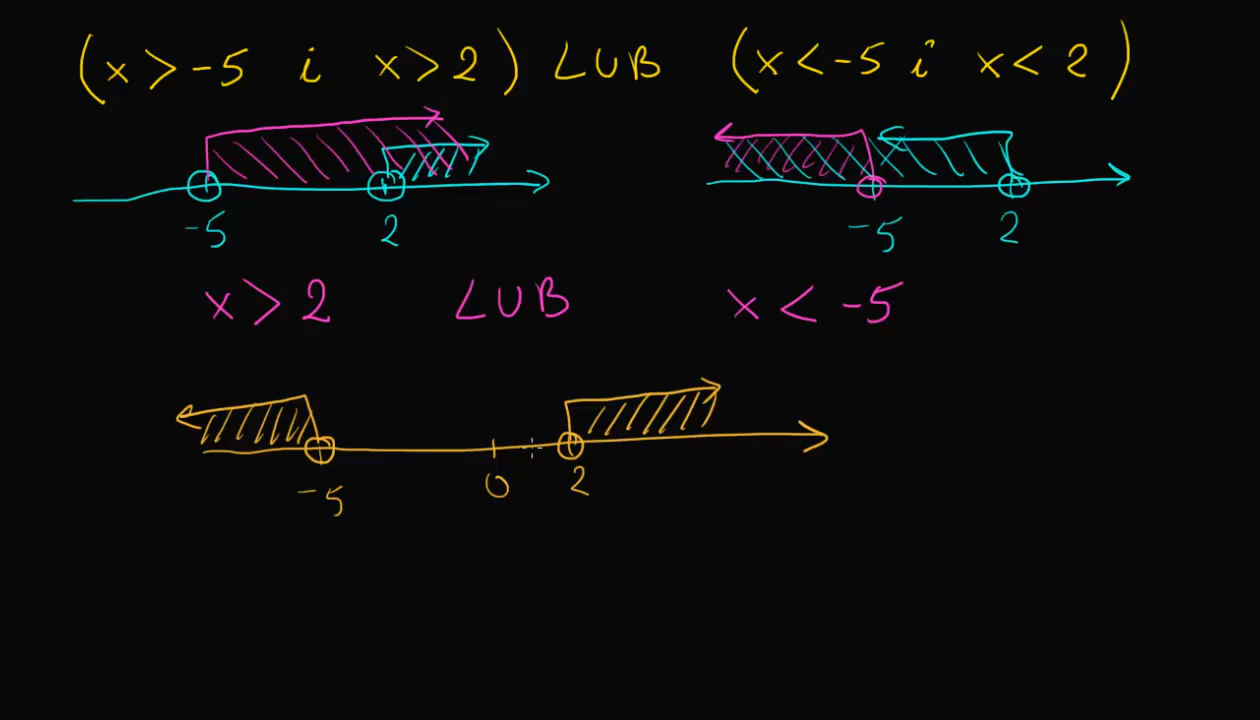 (x > -5 i x > 2) LUB (x < -5 i x < 2)
-5 2 -5 2
x > 2 LUB x < -5
-5 0 2